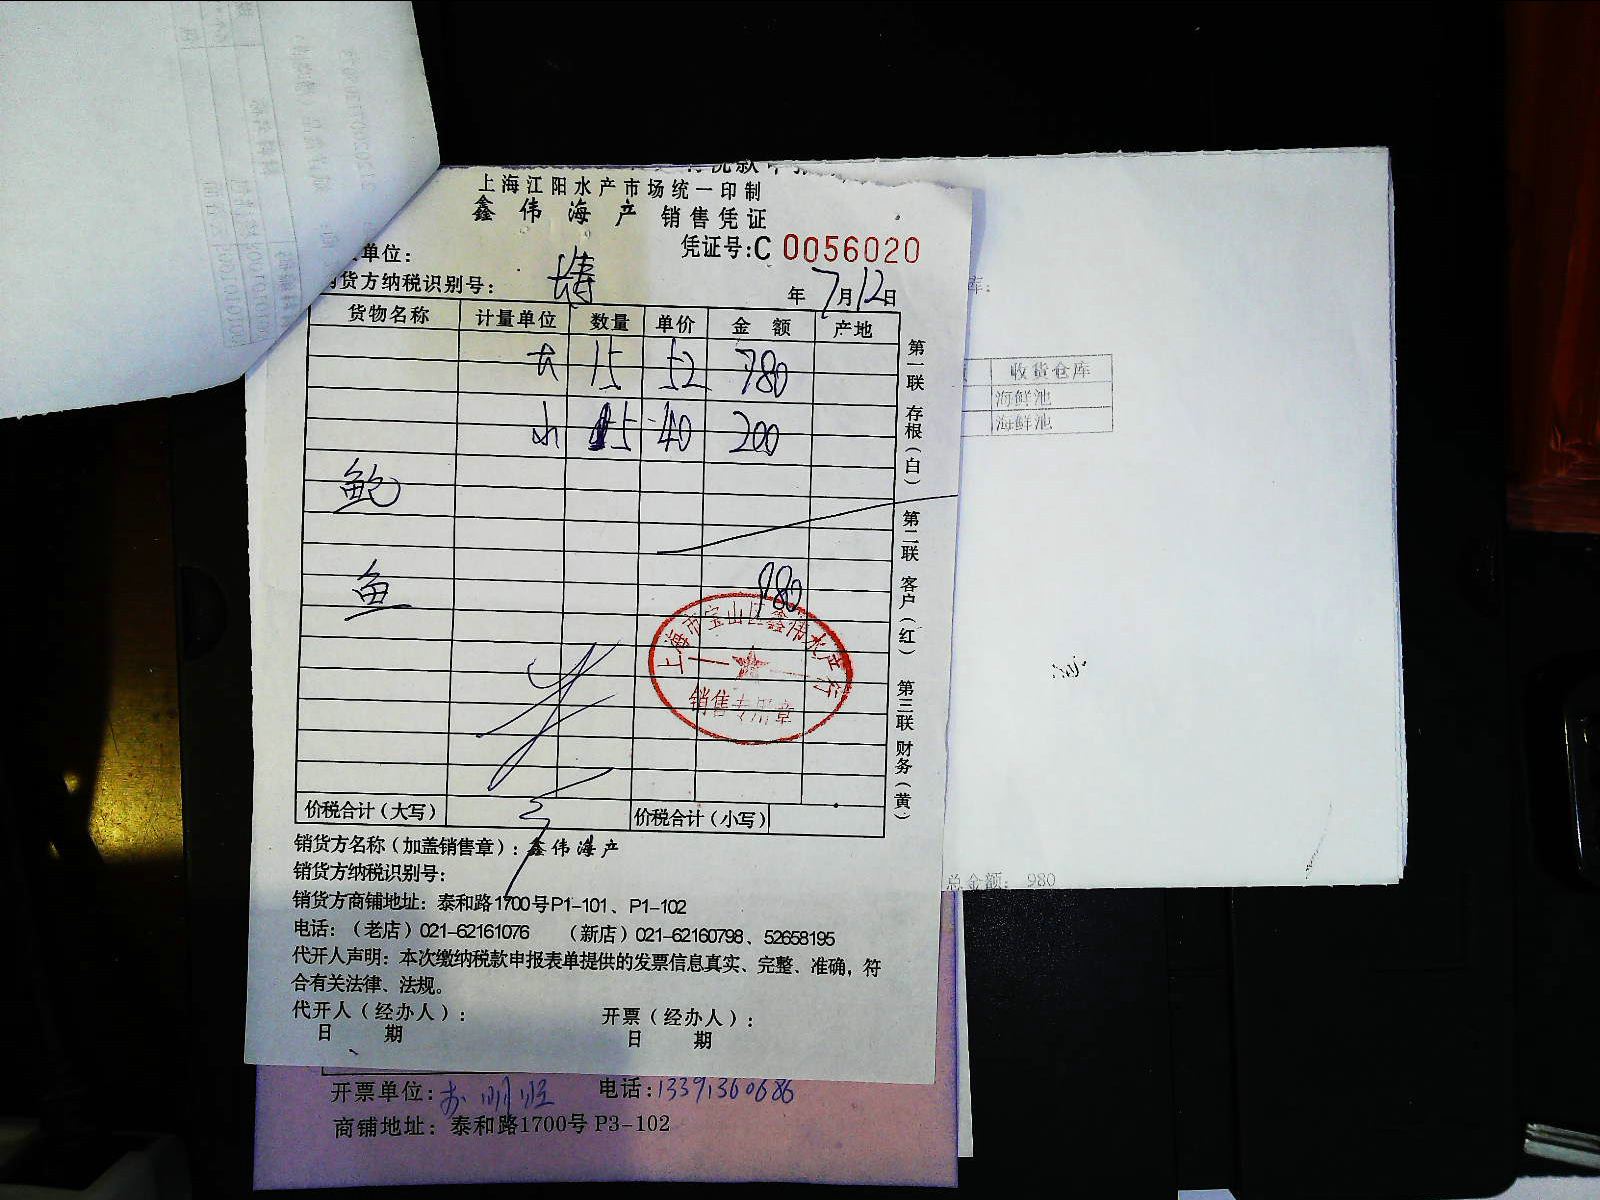 上海江阳水产市场统一印制
鑫伟海产 销售凭证
单位：
凭证号：C 0056020
货方纳税识别号：
年 7月12日
货物名称 计量单位 数量 单价 金额 产地
大 15 52 780
小 5 40 200
鲍
鱼
980
上海市宝山区鑫伟水产行
销售专用章
价税合计（大写） 价税合计（小写）
第一联 存根（白） 第二联 客户（红） 第三联 财务（黄）
销货方名称（加盖销售章）：鑫伟海产
销货方纳税识别号：
销货方商铺地址：泰和路1700号P1-101、P1-102
电话：（老店）021-62161076 （新店）021-62160798、52658195
代开人声明：本次缴纳税款申报表单提供的发票信息真实、完整、准确，符
合有关法律、法规。
代开人（经办人）： 开票（经办人）：
日 期 日 期
开票单位： 电话：13391360686
商铺地址：泰和路1700号 P3-102
库：
收货仓库
海鲜池
海鲜池
总金额： 980